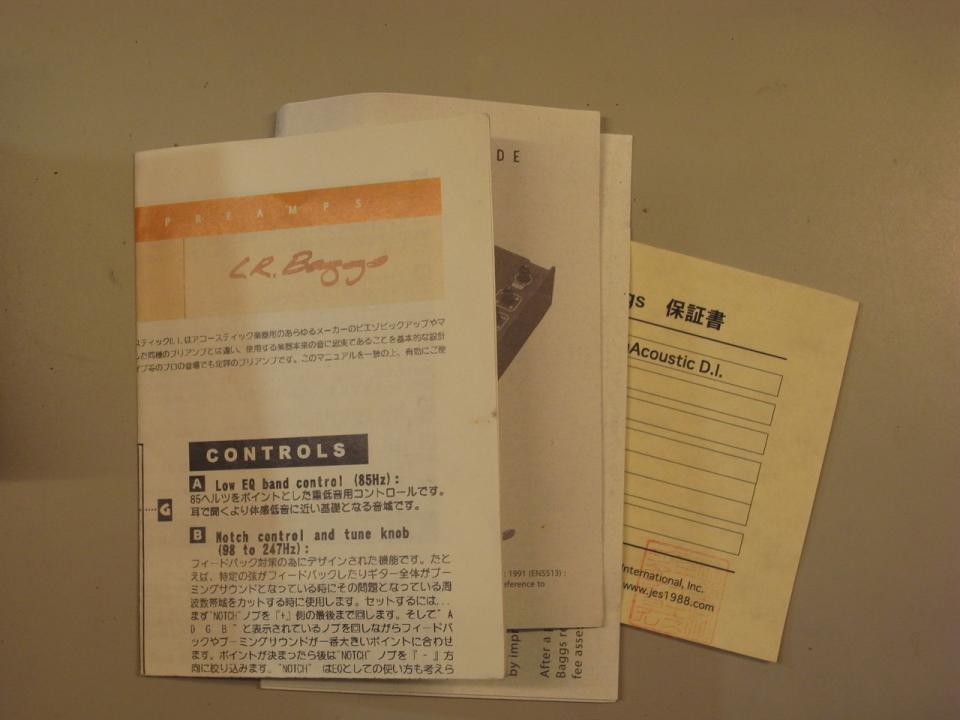 PREAMPS
L.R. Baggs
スティックD.I. はアコースティック楽器用のあらゆるメーカーのピエゾピックアップやマ
した同種のプリアンプとは違い、使用する楽器本来の音に忠実であることを基本的な設計
イブ等のプロの音場でも定評のプリアンプです。このマニュアルを一読の上、有効にご使
CONTROLS
A Low EQ band control (85Hz):
85ヘルツをポイントとした重低音用コントロールです。
耳で聞くより体感低音に近い基礎となる音域です。
G
B Notch control and tune knob
(98 to 247Hz):
フィードバック対策の為にデザインされた機能です。たと
えば、特定の弦がフィードバックしたりギター全体がブー
ミングサウンドとなっている時にその問題となっている周
波数帯域をカットする時に使用します。セットするには...
まず"NOTCH"ノブを『+』側の最後まで回します。そして"A
D G B"と表示されているノブを回しながらフィードバ
ックやブーミングサウンドが一番大きいポイントに合わせ
ます。ポイントが決まったら後は"NOTCH" ノブを『-』方
向に絞り込みます。"NOTCH" はEQとしての使い方も考えら
DE
: 1991 (EN5513) :
eference to
by imp
After a
Baggs re
fee asses
gs 保証書
Acoustic D.I.
International, Inc.
www.jes1988.com